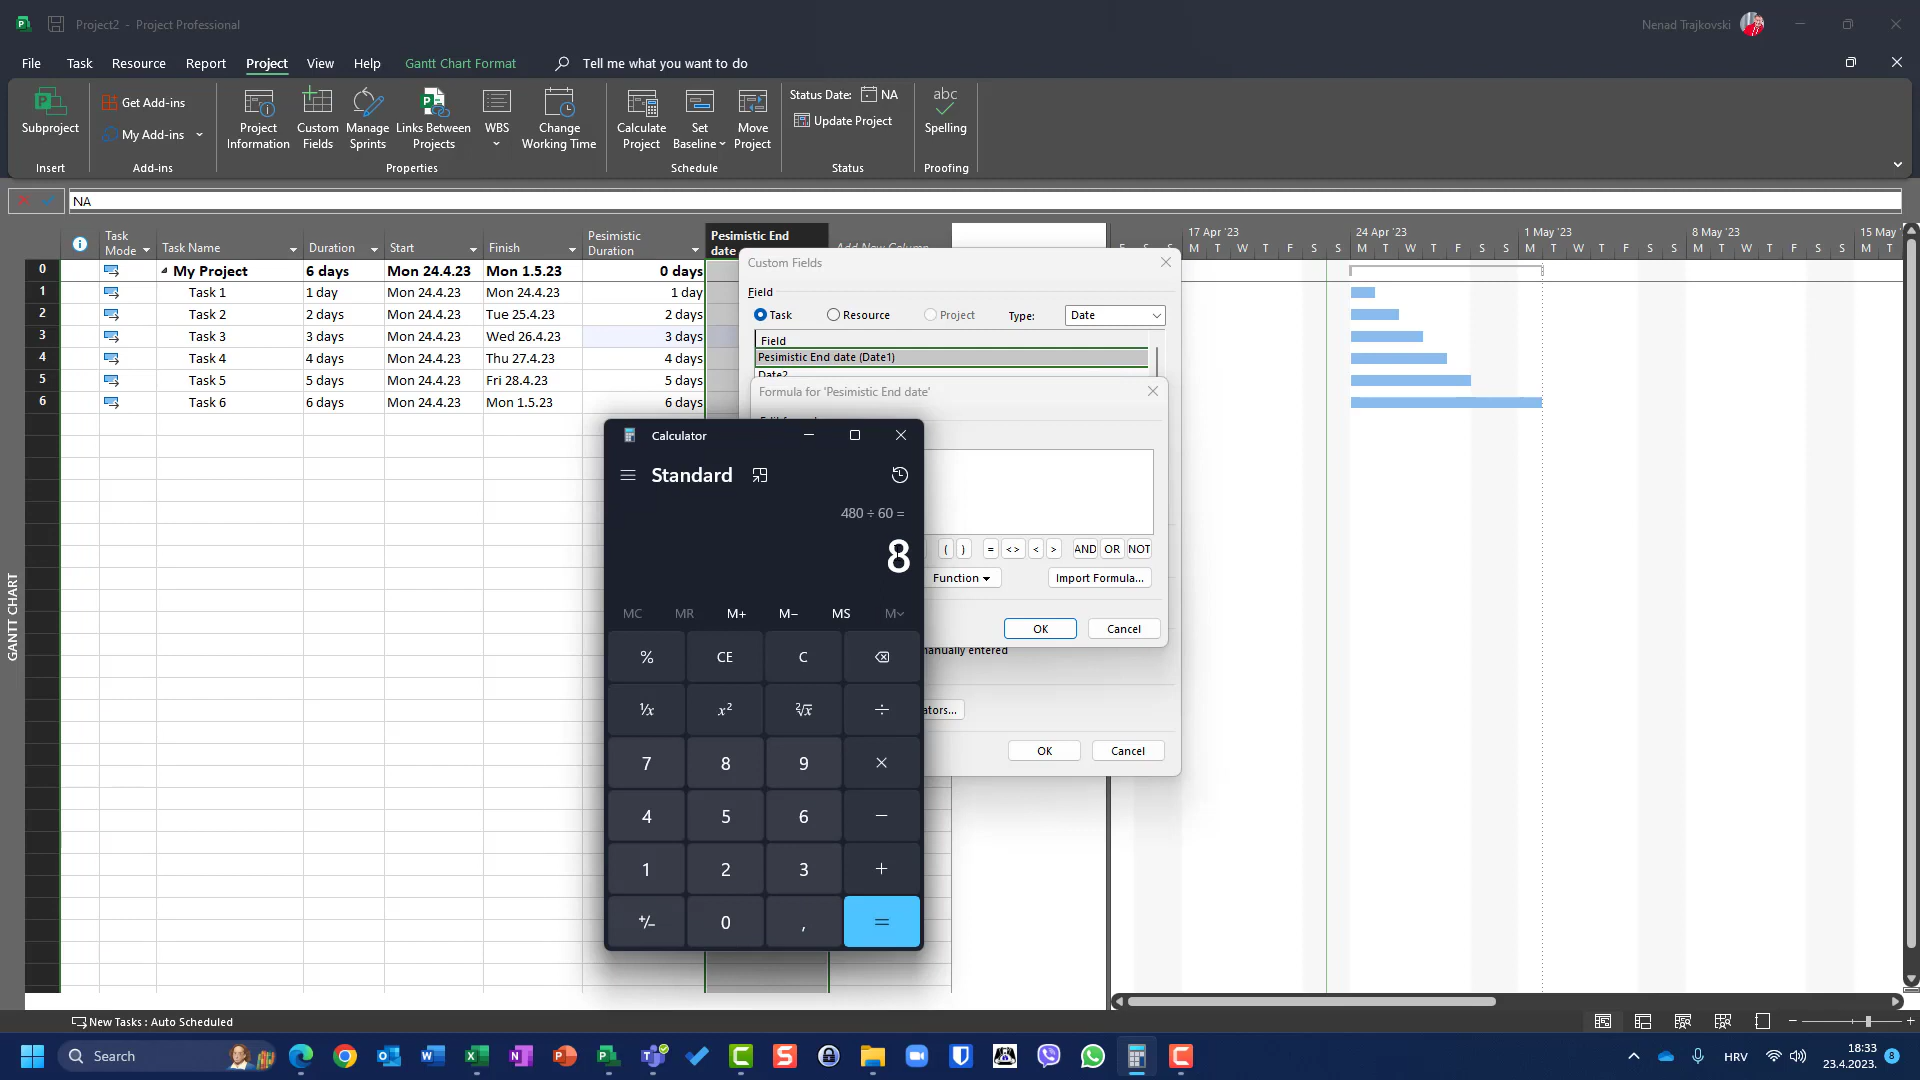 Project2 - Project Professional
Nenad Trajkovski
File Task Resource Report Project View Help Gantt Chart Format Tell me what you want to do
Subproject
Insert
Get Add-ins
My Add-ins
Add-ins
Project Information
Custom Fields
Manage Sprints
Links Between Projects
WBS
Change Working Time
Properties
Calculate Project
Set Baseline
Move Project
Schedule
Status Date: NA
Update Project
Status
abc
Spelling
Proofing
NA
Task Mode Task Name Duration Start Finish Pesimistic Duration Pesimistic End date Add New Column
0 My Project 6 days Mon 24.4.23 Mon 1.5.23 0 days
1 Task 1 1 day Mon 24.4.23 Mon 24.4.23 1 day
2 Task 2 2 days Mon 24.4.23 Tue 25.4.23 2 days
3 Task 3 3 days Mon 24.4.23 Wed 26.4.23 3 days
4 Task 4 4 days Mon 24.4.23 Thu 27.4.23 4 days
5 Task 5 5 days Mon 24.4.23 Fri 28.4.23 5 days
6 Task 6 6 days Mon 24.4.23 Mon 1.5.23 6 days
17 Apr '23 24 Apr '23 1 May '23 8 May '23 15 May
M T W T F S S M T W T F S S M T W T F S S M T W T F S S M T
GANTT CHART
Custom Fields
Field
Task Resource Project Type: Date
Field
Pesimistic End date (Date1)
Date2
Formula for 'Pesimistic End date'
( ) = <> < > AND OR NOT
Function Import Formula...
OK Cancel
manually entered
ators...
OK Cancel
Calculator
Standard
480 ÷ 60 =
8
MC MR M+ M− MS M
% CE C
¹/x x² ²√x ÷
7 8 9 ×
4 5 6 −
1 2 3 +
+/− 0 , =
New Tasks : Auto Scheduled
Search
HRV
18:33
23.4.2023.
8